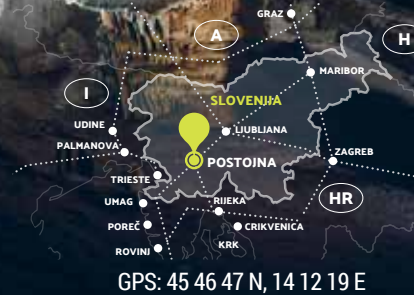 GRAZ
A
H
MARIBOR
I
SLOVENIJA
UDINE
LJUBLJANA
PALMANOVA
POSTOJNA
ZAGREB
TRIESTE
HR
UMAG
RIJEKA
POREČ
CRIKVENICA
KRK
ROVINJ
GPS: 45 46 47 N, 14 12 19 E